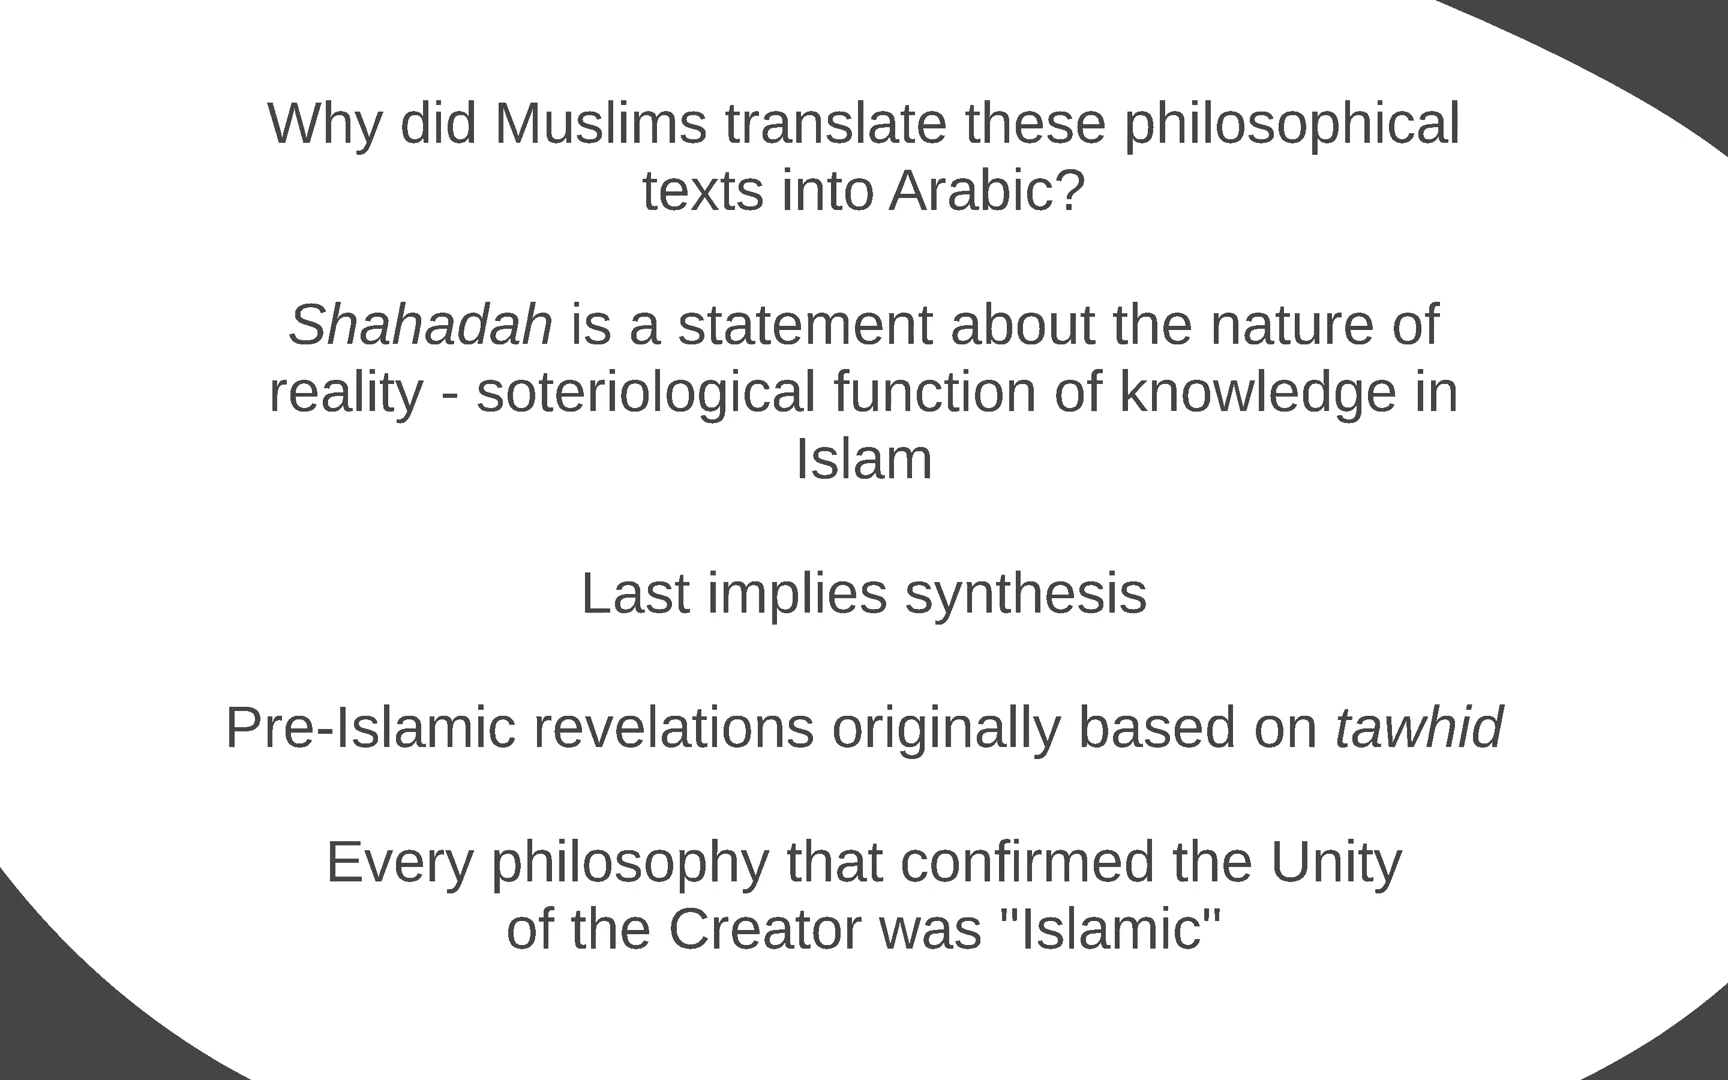 Why did Muslims translate these philosophical
texts into Arabic?
Shahadah is a statement about the nature of
reality - soteriological function of knowledge in
Islam
Last implies synthesis
Pre-Islamic revelations originally based on tawhid
Every philosophy that confirmed the Unity
of the Creator was "Islamic"